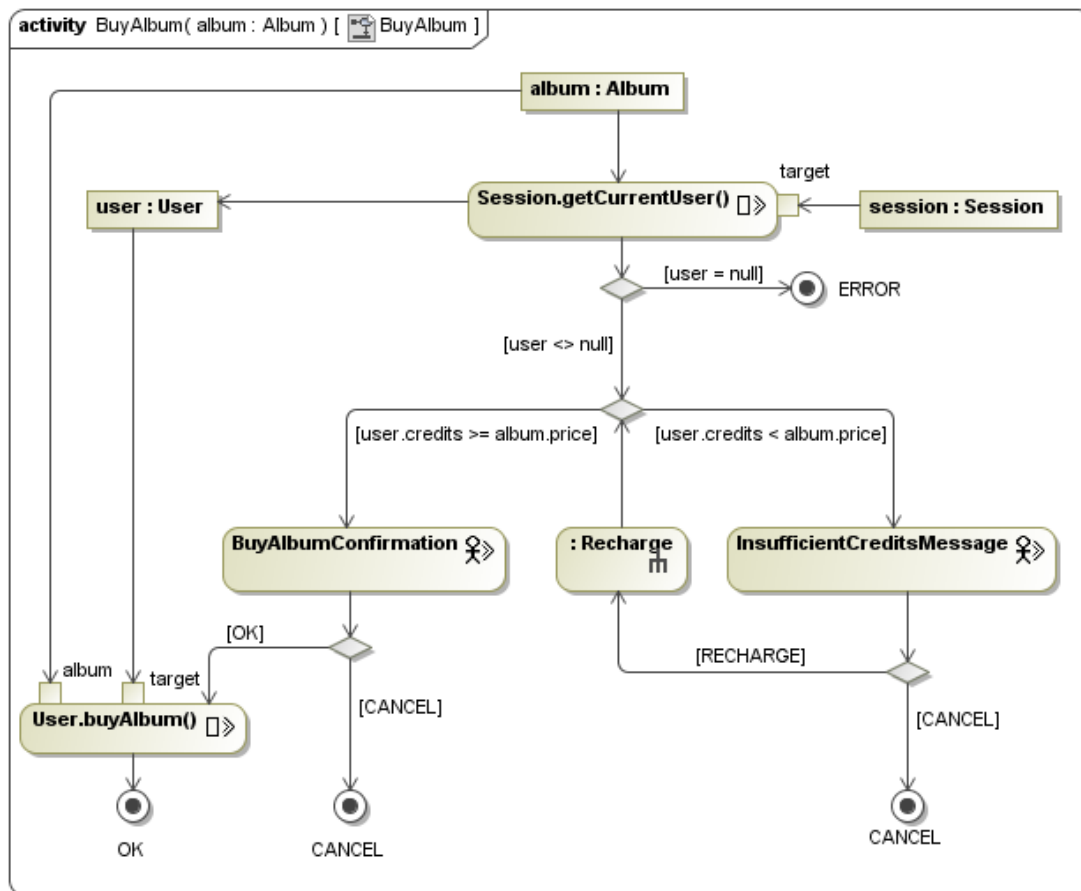 activity BuyAlbum( album : Album ) [ BuyAlbum ]
album : Album
target
user : User
Session.getCurrentUser()
session : Session
[user = null]
ERROR
[user <> null]
[user.credits >= album.price]
[user.credits < album.price]
BuyAlbumConfirmation
: Recharge
InsufficientCreditsMessage
[OK]
[RECHARGE]
album
target
[CANCEL]
[CANCEL]
User.buyAlbum()
OK
CANCEL
CANCEL